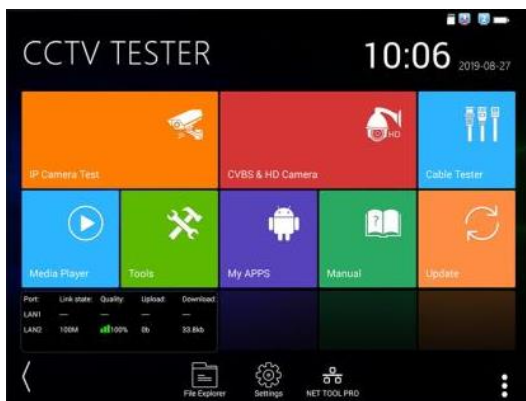 CCTV TESTER
10:06 2019-08-27
IP Camera Test
CVBS & HD Camera
HD
Cable Tester
Media Player
Tools
My APPS
Manual
Update
Port: Link state: Quality: Upload: Download:
LAN1 — — — —
LAN2 100M 100% 0b 33.8kb
File Explorer
Settings
NET TOOL PRO